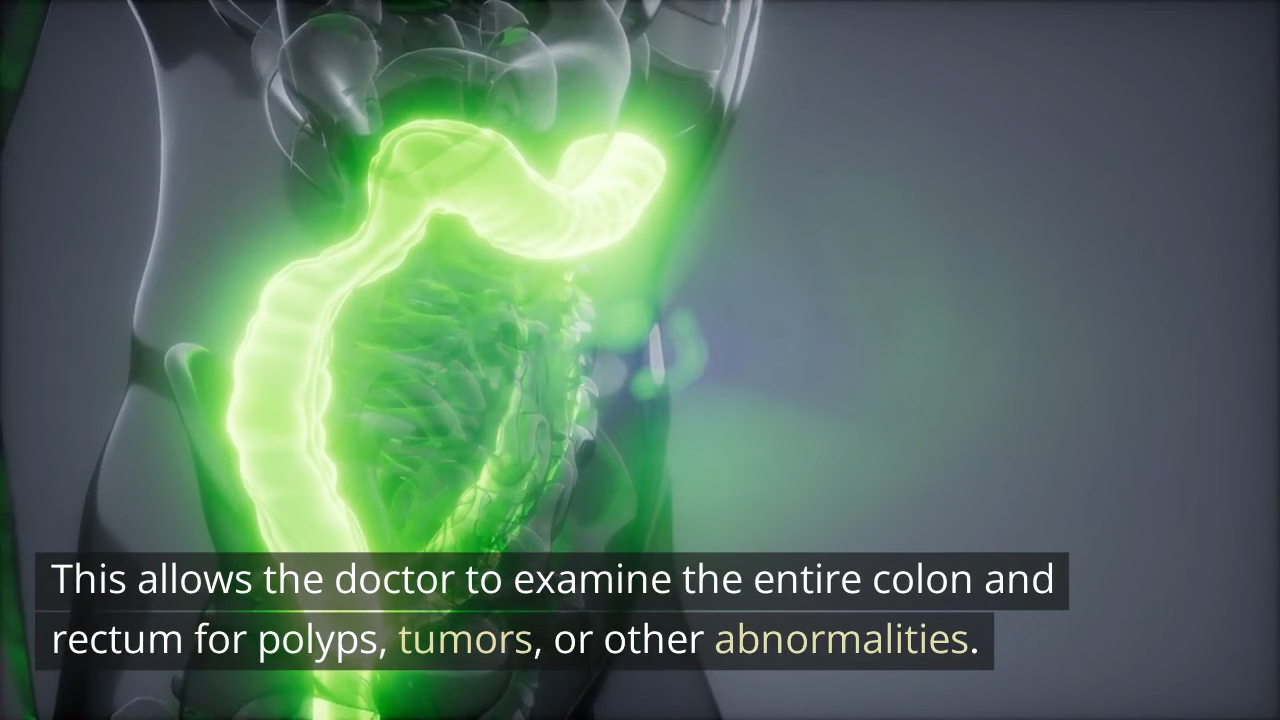 This allows the doctor to examine the entire colon and
rectum for polyps, tumors, or other abnormalities.